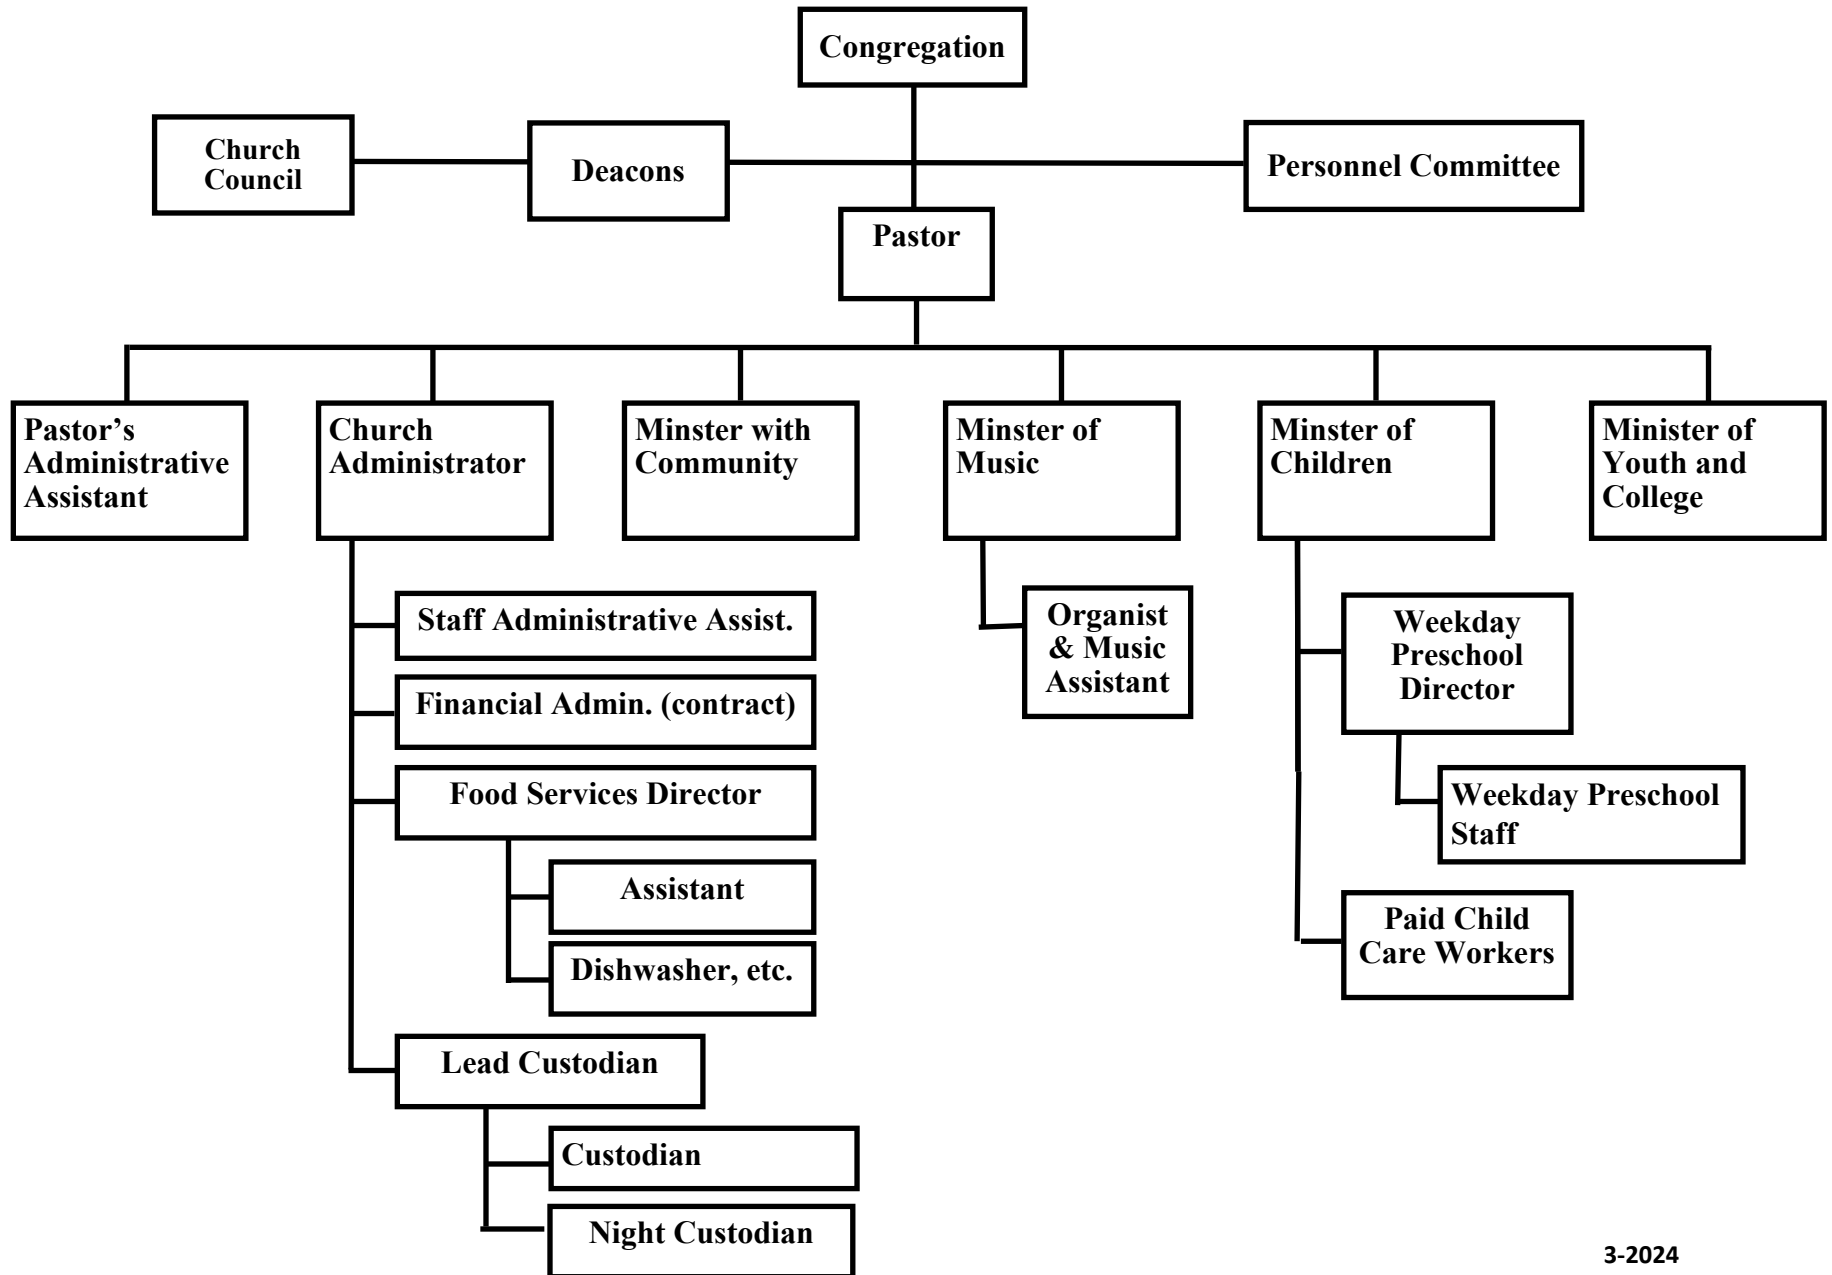 Congregation
Church
Council
Deacons
Personnel Committee
Pastor
Pastor’s
Administrative
Assistant
Church
Administrator
Minster with
Community
Minster of
Music
Minster of
Children
Minister of
Youth and
College
Staff Administrative Assist.
Financial Admin. (contract)
Food Services Director
Assistant
Dishwasher, etc.
Lead Custodian
Custodian
Night Custodian
Organist
& Music
Assistant
Weekday
Preschool
Director
Weekday Preschool
Staff
Paid Child
Care Workers
3-2024